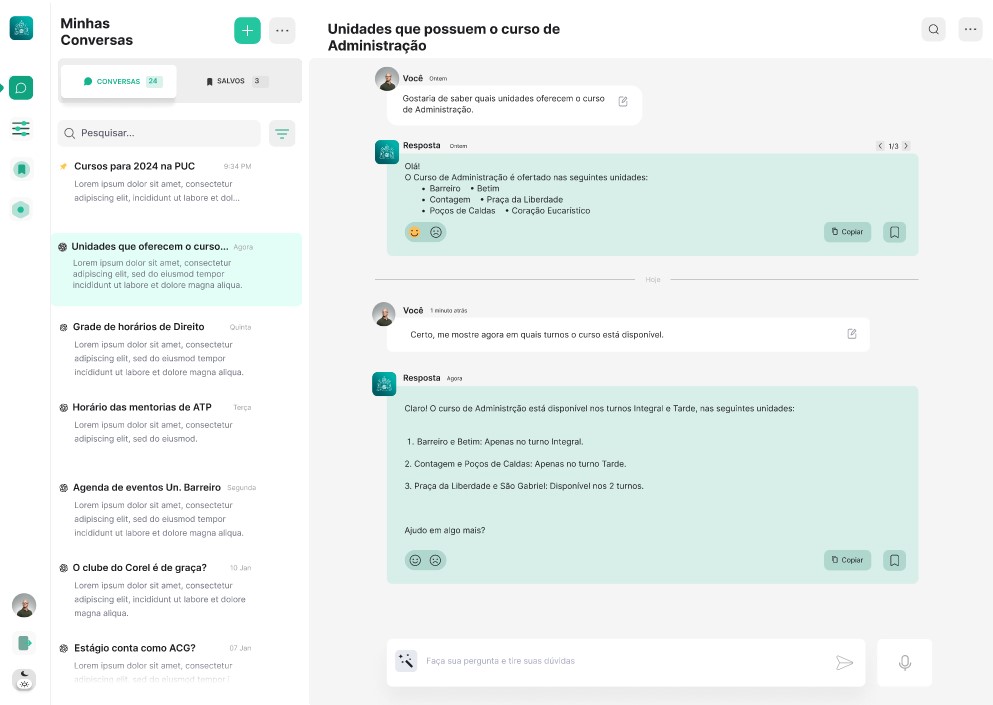 Minhas
Conversas
CONVERSAS 24
SALVOS 3
Pesquisar...
Cursos para 2024 na PUC 9:34 PM
Lorem ipsum dolor sit amet, consectetur
adipiscing elit, incididunt ut labore et dol...
Unidades que oferecem o curso... Agora
Lorem ipsum dolor sit amet, consectetur
adipiscing elit, sed do eiusmod tempor
incididunt ut labore et dolore magna aliqua.
Grade de horários de Direito Quinta
Lorem ipsum dolor sit amet, consectetur
adipiscing elit, sed do eiusmod tempor
incididunt ut labore et dolore magna aliqua.
Horário das mentorias de ATP Terça
Lorem ipsum dolor sit amet, consectetur
adipiscing elit, sed do eiusmod.
Agenda de eventos Un. Barreiro Segunda
Lorem ipsum dolor sit amet, consectetur
adipiscing elit, sed do eiusmod tempor
incididunt ut labore et dolore magna aliqua.
O clube do Corel é de graça? 10 Jan
Lorem ipsum dolor sit amet, consectetur
adipiscing elit, incididunt ut labore et dolore
magna aliqua.
Estágio conta como ACG? 07 Jan
Lorem ipsum dolor sit amet, consectetur
adipiscing elit, sed do eiusmod tempor i
Unidades que possuem o curso de
Administração
Você Ontem
Gostaria de saber quais unidades oferecem o curso
de Administração.
Resposta Ontem
1/3
Olá!
O Curso de Administração é ofertado nas seguintes unidades:
• Barreiro • Betim
• Contagem • Praça da Liberdade
• Poços de Caldas • Coração Eucarístico
Copiar
Hoje
Você 1 minuto atrás
Certo, me mostre agora em quais turnos o curso está disponível.
Resposta Agora
Claro! O curso de Administrção está disponível nos turnos Integral e Tarde, nas seguintes unidades:
1. Barreiro e Betim: Apenas no turno Integral.
2. Contagem e Poços de Caldas: Apenas no turno Tarde.
3. Praça da Liberdade e São Gabriel: Disponível nos 2 turnos.
Ajudo em algo mais?
Copiar
Faça sua pergunta e tire suas dúvidas